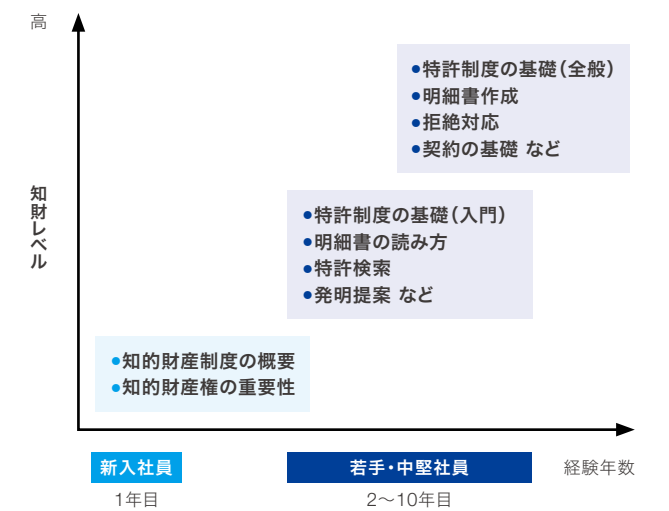 高
●特許制度の基礎（全般）
●明細書作成
●拒絶対応
●契約の基礎 など
知財レベル
●特許制度の基礎（入門）
●明細書の読み方
●特許検索
●発明提案 など
●知的財産制度の概要
●知的財産権の重要性
新入社員
若手・中堅社員
経験年数
1年目
2〜10年目